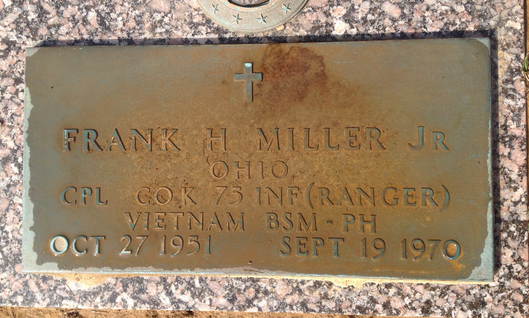 FRANK H MILLER JR
OHIO
CPL CO K 75 INF (RANGER)
VIETNAM BSM-PH
OCT 27 1951 SEPT 19 1970